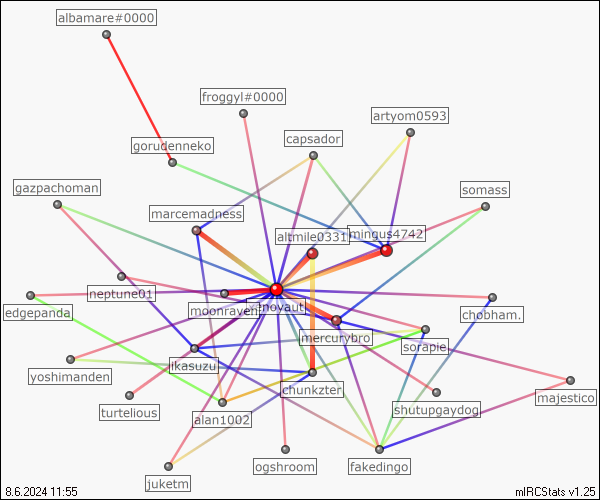 albamare#0000
froggyl#0000
artyom0593
capsador
gorudenneko
gazpachoman
somass
marcemadness
altmile0331
mingus4742
neptune01
moonraven
edgepanda
chobham.
mercurybro
sorapie.
ikasuzu
yoshimanden
chunkzter
turtelious
alan1002
shutupgaydog
majestico
ogshroom
fakedingo
juketm
8.6.2024 11:55
mIRCStats v1.25